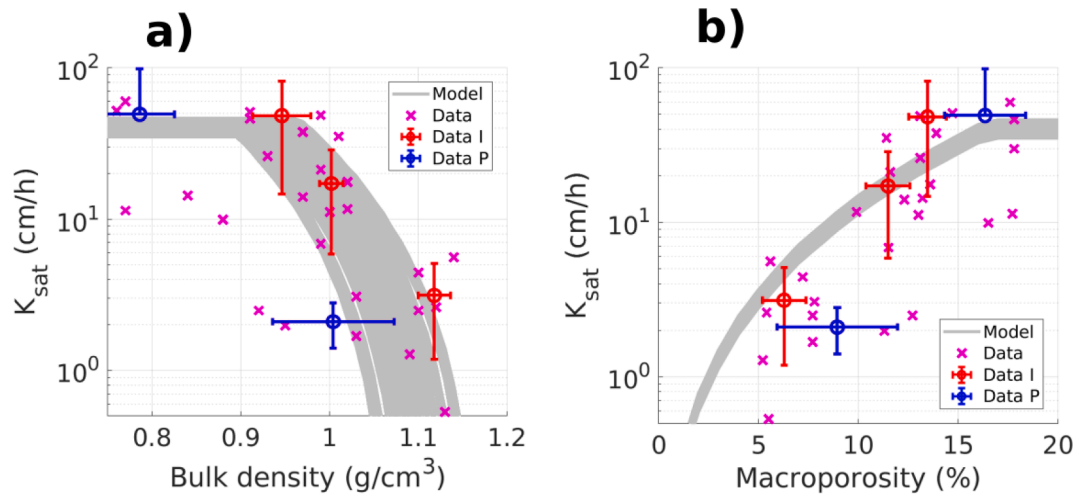 a)
10²
10¹
10⁰
K_sat (cm/h)
0.8 0.9 1 1.1 1.2
Bulk density (g/cm³)
Model
Data
Data I
Data P
b)
10²
10¹
10⁰
K_sat (cm/h)
0 5 10 15 20
Macroporosity (%)
Model
Data
Data I
Data P